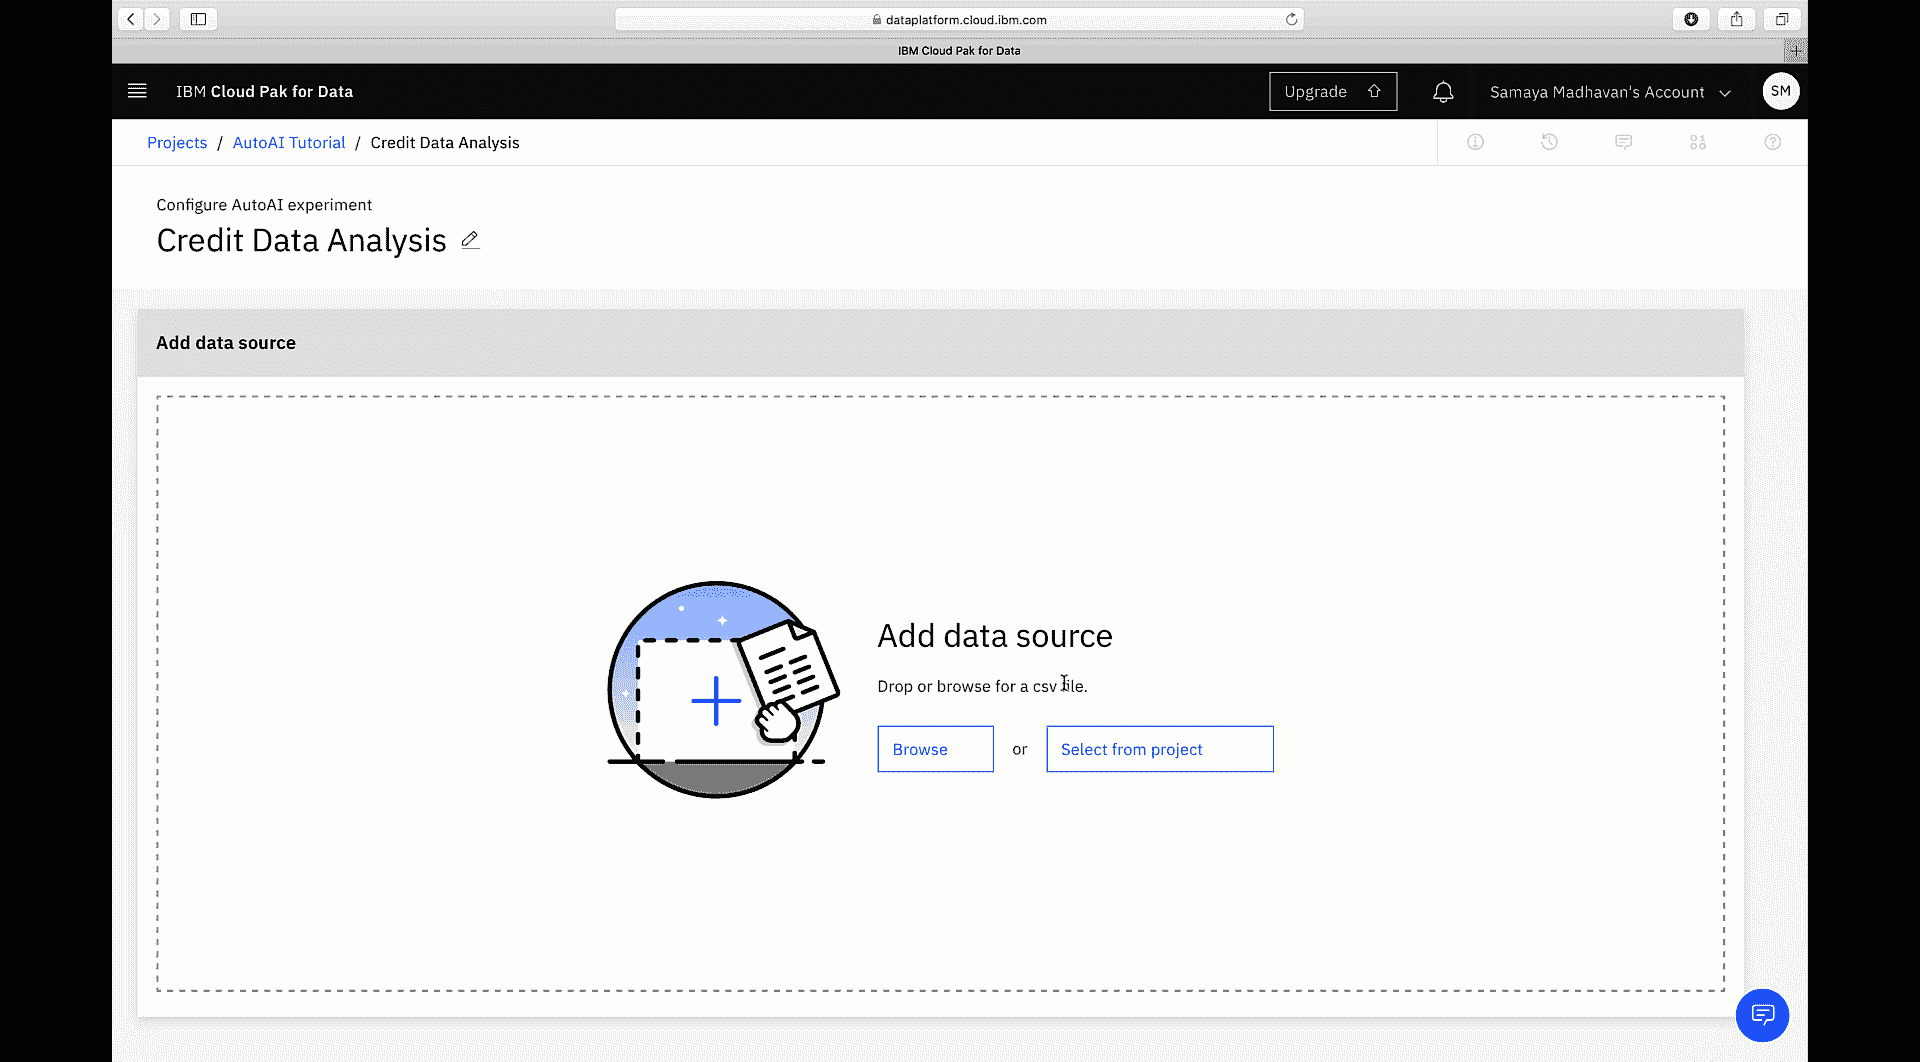 dataplatform.cloud.ibm.com
IBM Cloud Pak for Data
IBM Cloud Pak for Data
Upgrade
Samaya Madhavan's Account
SM
Projects / AutoAI Tutorial / Credit Data Analysis
Configure AutoAI experiment
Credit Data Analysis
Add data source
Add data source
Drop or browse for a csv file.
Browse or Select from project